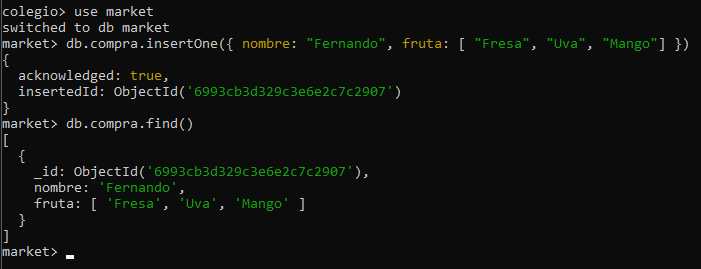 colegio> use market
switched to db market
market> db.compra.insertOne({ nombre: "Fernando", fruta: [ "Fresa", "Uva", "Mango"] })
{
  acknowledged: true,
  insertedId: ObjectId('6993cb3d329c3e6e2c7c2907')
}
market> db.compra.find()
[
  {
    _id: ObjectId('6993cb3d329c3e6e2c7c2907'),
    nombre: 'Fernando',
    fruta: [ 'Fresa', 'Uva', 'Mango' ]
  }
]
market>